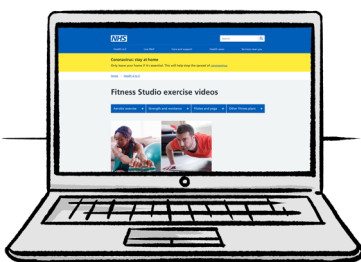 NHS
Search
Health A-Z
Live Well
Care and support
Health news
Services near you
Coronavirus: stay at home
Only leave your home if it's essential. This will help stop the spread of coronavirus.
Home
Health A to Z
Fitness Studio exercise videos
Aerobic exercise
Strength and resistance
Pilates and yoga
Other fitness plans